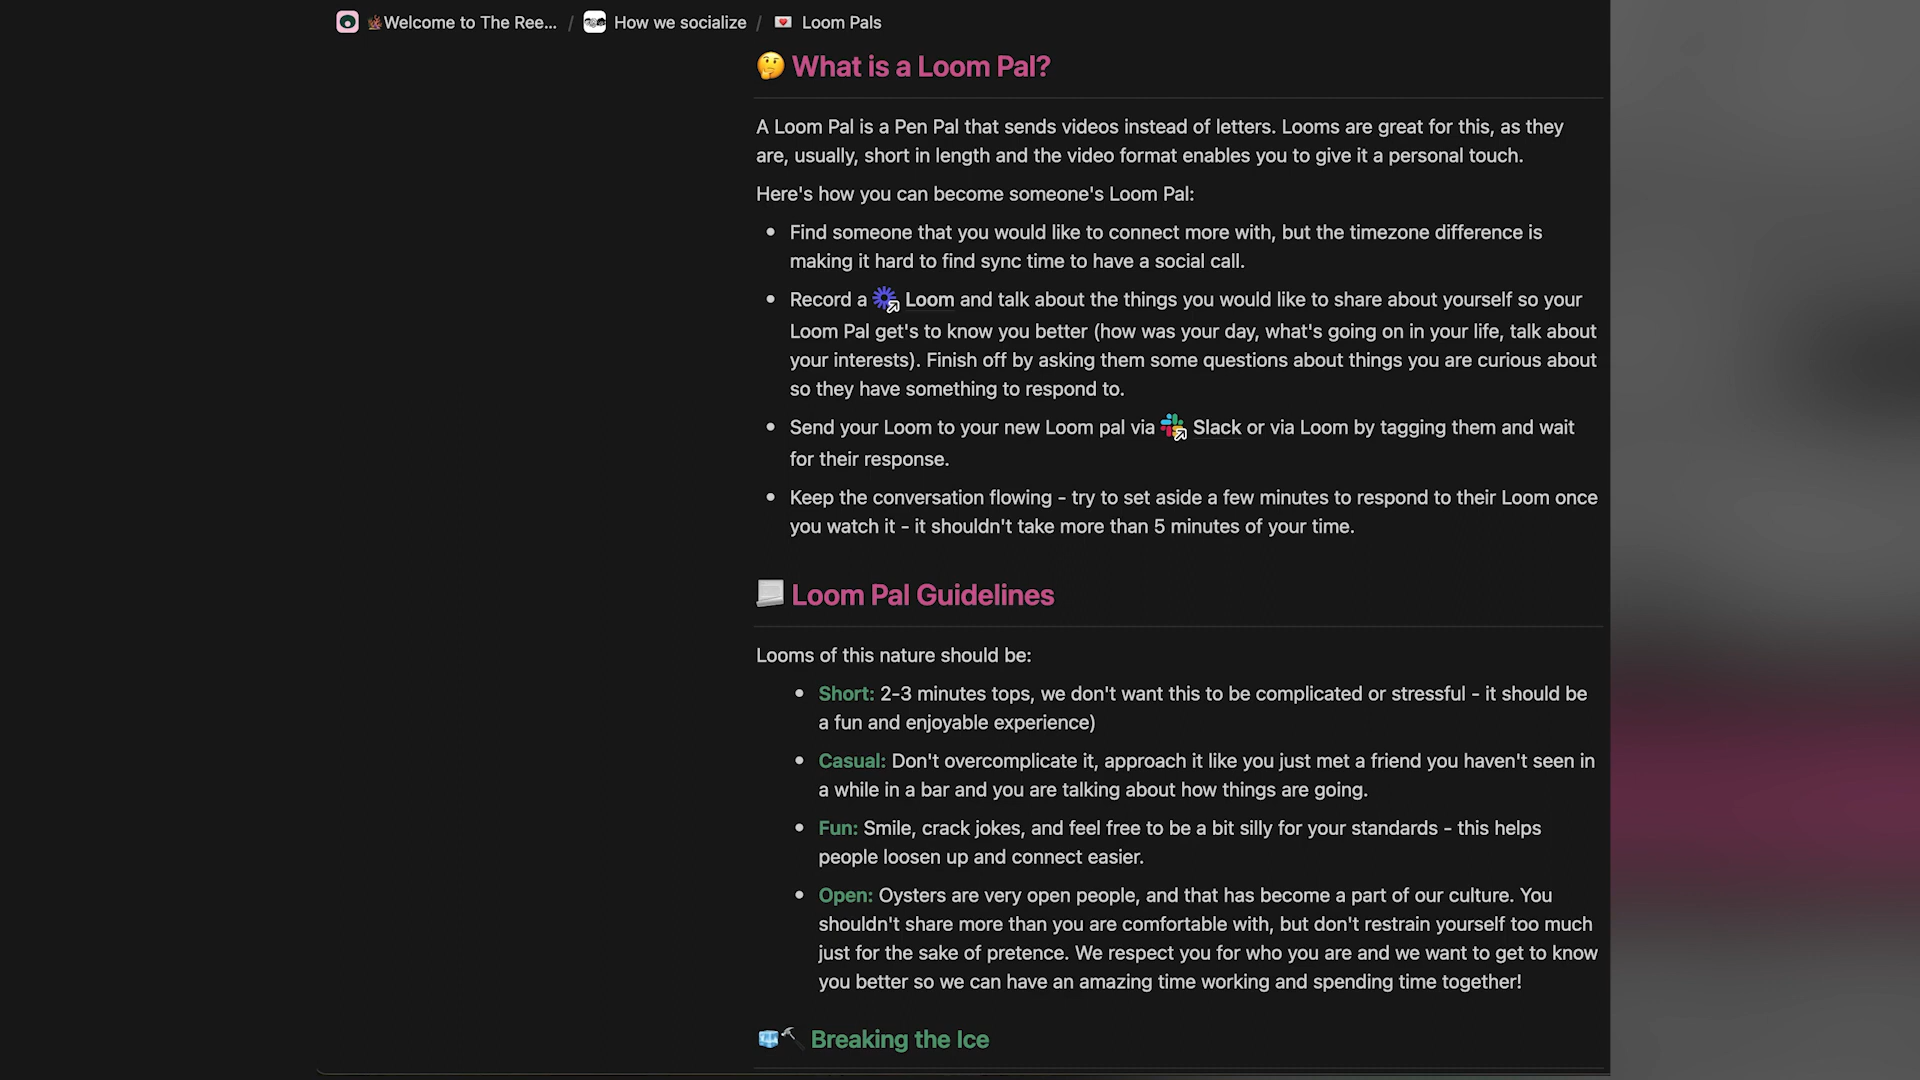 Welcome to The Ree... / How we socialize / Loom Pals
What is a Loom Pal?
A Loom Pal is a Pen Pal that sends videos instead of letters. Looms are great for this, as they
are, usually, short in length and the video format enables you to give it a personal touch.
Here's how you can become someone's Loom Pal:
• Find someone that you would like to connect more with, but the timezone difference is
making it hard to find sync time to have a social call.
• Record a Loom and talk about the things you would like to share about yourself so your
Loom Pal get's to know you better (how was your day, what's going on in your life, talk about
your interests). Finish off by asking them some questions about things you are curious about
so they have something to respond to.
• Send your Loom to your new Loom pal via Slack or via Loom by tagging them and wait
for their response.
• Keep the conversation flowing - try to set aside a few minutes to respond to their Loom once
you watch it - it shouldn't take more than 5 minutes of your time.
Loom Pal Guidelines
Looms of this nature should be:
• Short: 2-3 minutes tops, we don't want this to be complicated or stressful - it should be
a fun and enjoyable experience)
• Casual: Don't overcomplicate it, approach it like you just met a friend you haven't seen in
a while in a bar and you are talking about how things are going.
• Fun: Smile, crack jokes, and feel free to be a bit silly for your standards - this helps
people loosen up and connect easier.
• Open: Oysters are very open people, and that has become a part of our culture. You
shouldn't share more than you are comfortable with, but don't restrain yourself too much
just for the sake of pretence. We respect you for who you are and we want to get to know
you better so we can have an amazing time working and spending time together!
Breaking the Ice